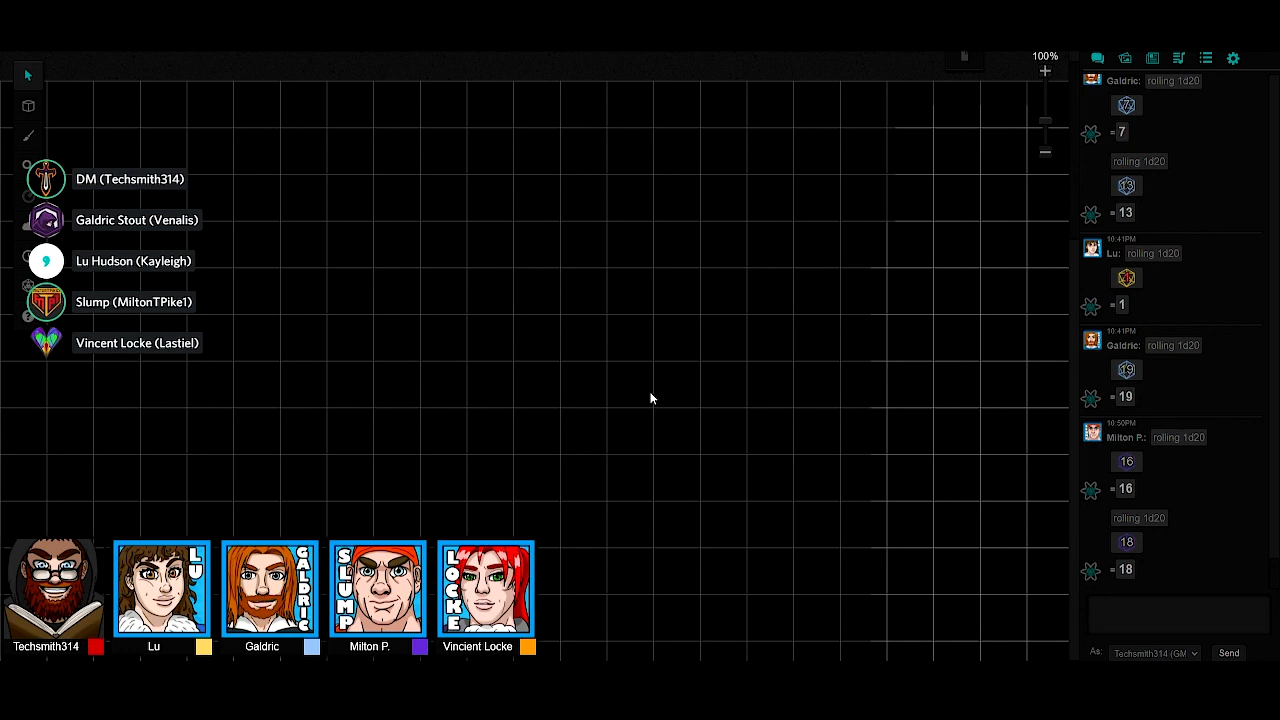 100%
DM (Techsmith314)
Galdric Stout (Venalis)
Lu Hudson (Kayleigh)
Slump (MiltonTPike1)
Vincent Locke (Lastiel)
LU
GALDRIC
SLUMP
LOCKE
Techsmith314
Lu
Galdric
Milton P.
Vincient Locke
Galdric: rolling 1d20
7
= 7
rolling 1d20
13
= 13
10:41PM
Lu: rolling 1d20
1
= 1
10:41PM
Galdric: rolling 1d20
19
= 19
10:50PM
Milton P.: rolling 1d20
16
= 16
rolling 1d20
18
= 18
As: Techsmith314 (GM Send